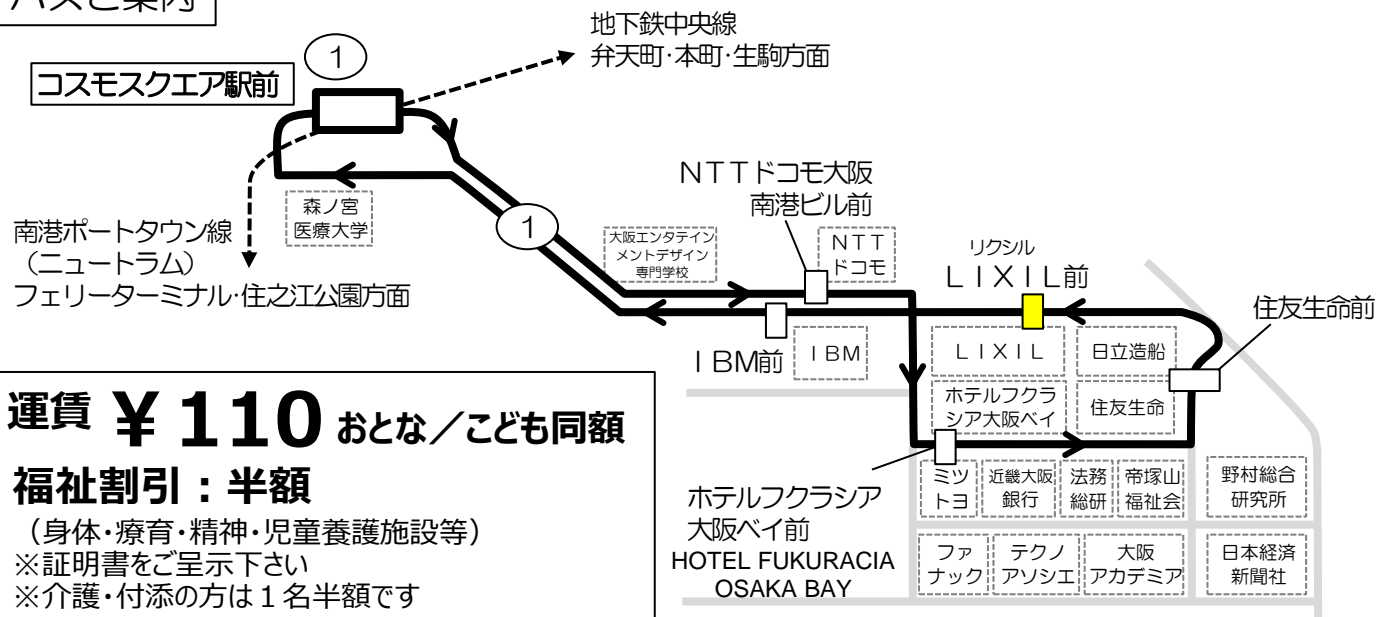 バスご案内
地下鉄中央線
弁天町・本町・生駒方面
①
コスモスクエア駅前
南港ポートタウン線
（ニュートラム）
フェリーターミナル・住之江公園方面
森ノ宮
医療大学
①
大阪エンタテイン
メントデザイン
専門学校
ＮＴＴドコモ大阪
南港ビル前
ＮＴＴ
ドコモ
リクシル
ＬＩＸＩＬ前
住友生命前
ＩＢＭ前
ＩＢＭ
ＬＩＸＩＬ
日立造船
ホテルフクラ
シア大阪ベイ
住友生命
ミツ
トヨ
近畿大阪
銀行
法務
総研
帝塚山
福祉会
野村総合
研究所
ホテルフクラシア
大阪ベイ前
HOTEL FUKURACIA
OSAKA BAY
ファ
ナック
テクノ
アソシエ
大阪
アカデミア
日本経済
新聞社
運賃 ￥110 おとな／こども同額
福祉割引：半額
（身体・療育・精神・児童養護施設等）
※証明書をご呈示下さい
※介護・付添の方は１名半額です